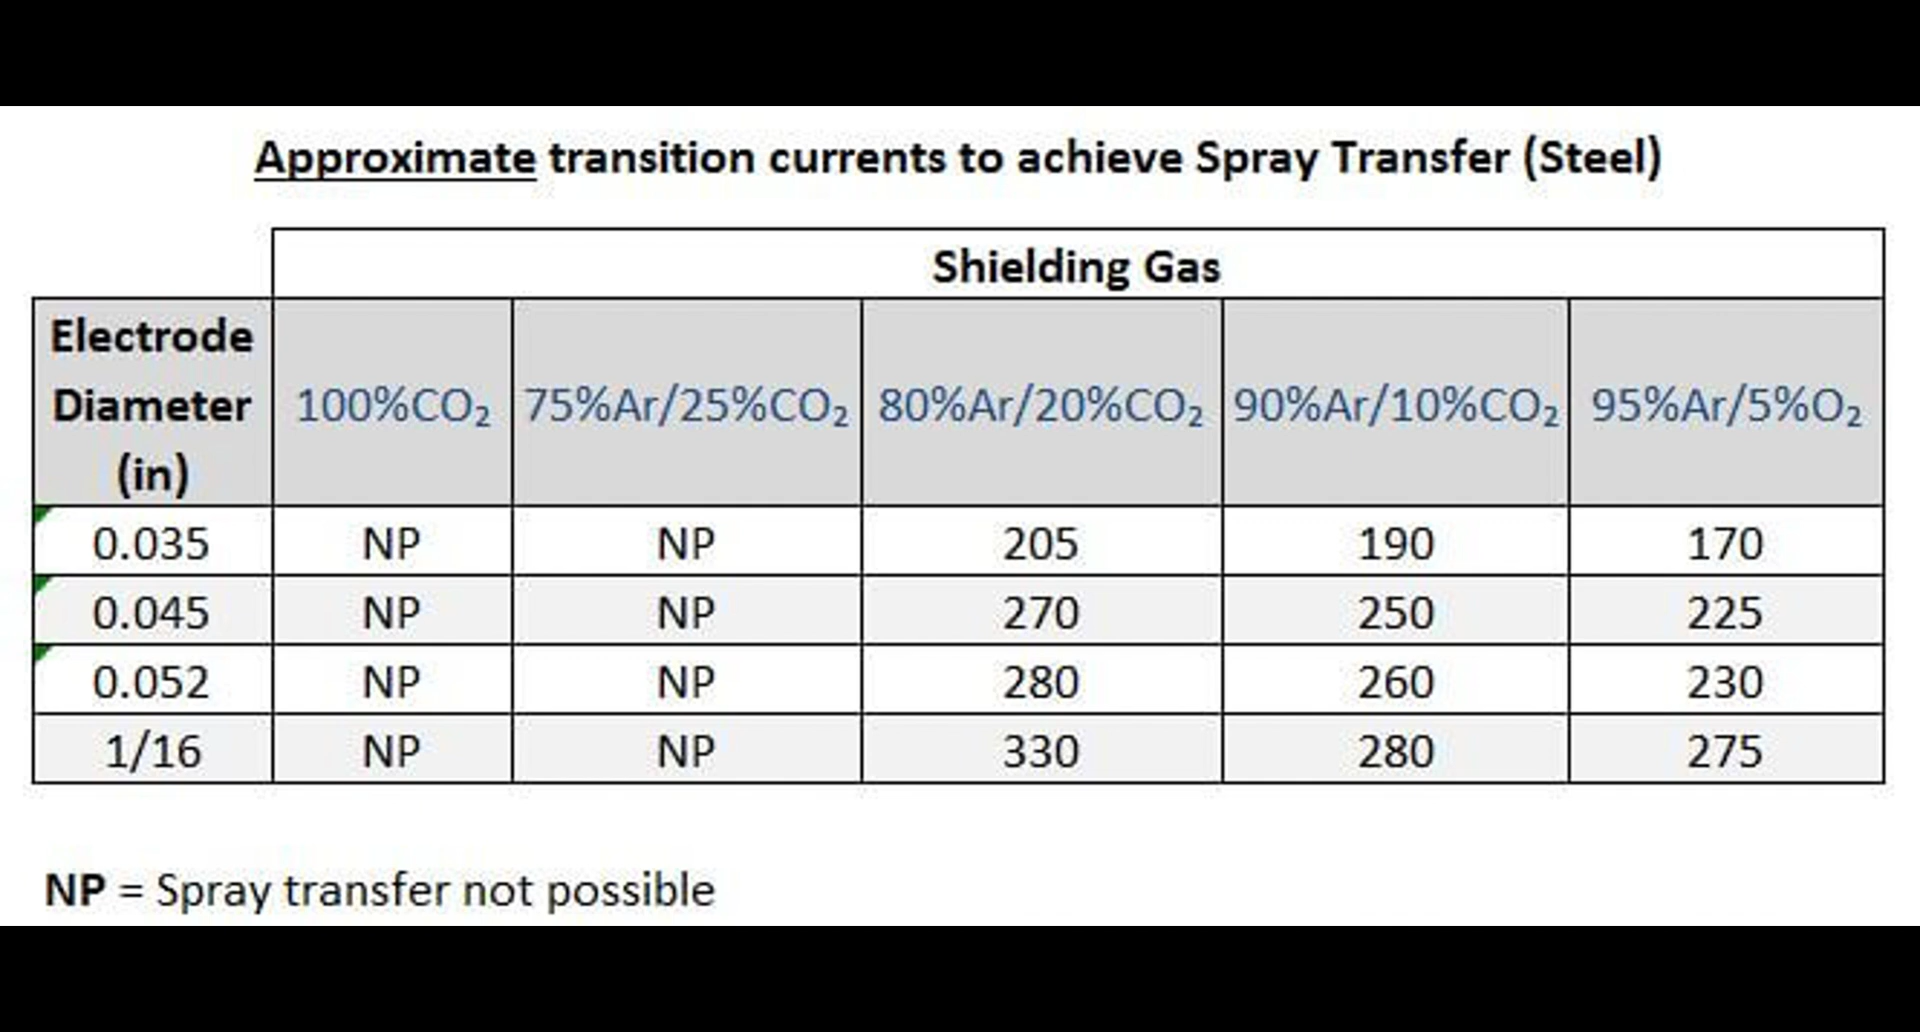 Approximate transition currents to achieve Spray Transfer (Steel)
Shielding Gas
Electrode Diameter (in) 100%CO₂ 75%Ar/25%CO₂ 80%Ar/20%CO₂ 90%Ar/10%CO₂ 95%Ar/5%O₂
0.035 NP NP 205 190 170
0.045 NP NP 270 250 225
0.052 NP NP 280 260 230
1/16 NP NP 330 280 275
NP = Spray transfer not possible